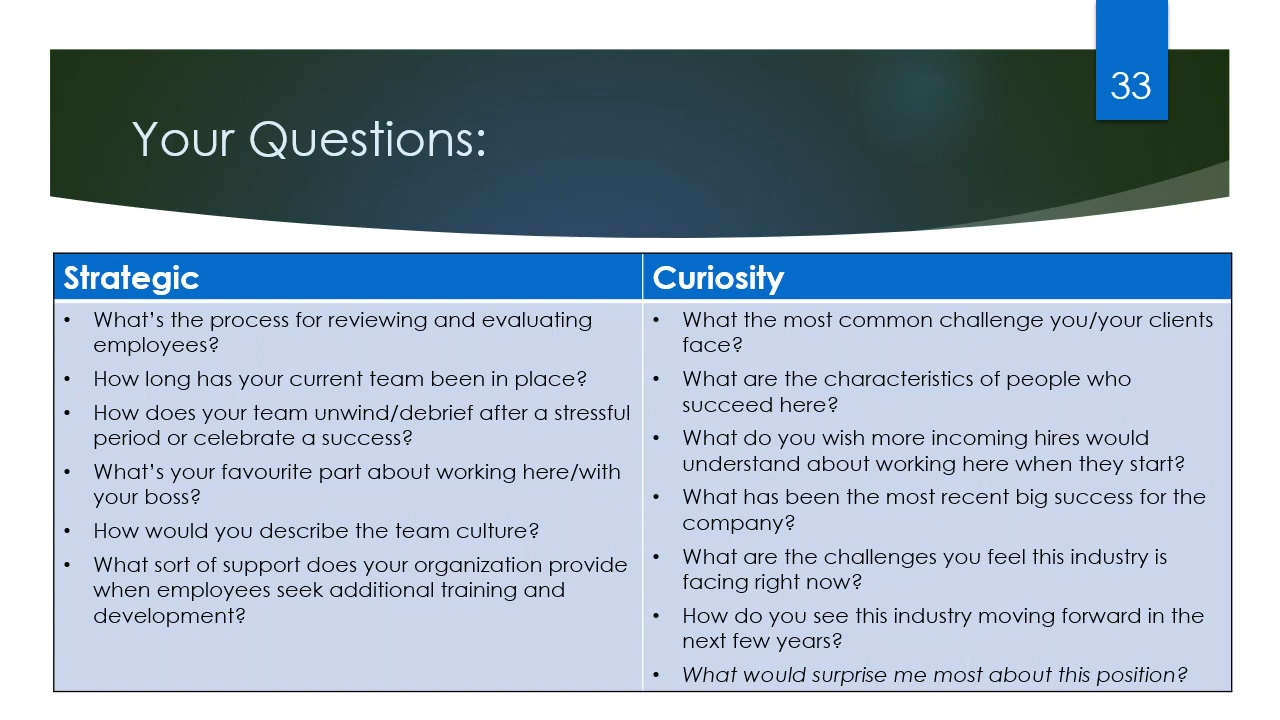 33
Your Questions:
Strategic
• What's the process for reviewing and evaluating
employees?
• How long has your current team been in place?
• How does your team unwind/debrief after a stressful
period or celebrate a success?
• What's your favourite part about working here/with
your boss?
• How would you describe the team culture?
• What sort of support does your organization provide
when employees seek additional training and
development?
Curiosity
• What the most common challenge you/your clients
face?
• What are the characteristics of people who
succeed here?
• What do you wish more incoming hires would
understand about working here when they start?
• What has been the most recent big success for the
company?
• What are the challenges you feel this industry is
facing right now?
• How do you see this industry moving forward in the
next few years?
• What would surprise me most about this position?